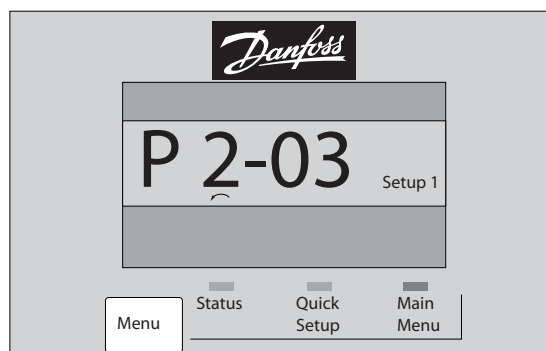 Danfoss
P 2-03
Setup 1
Status
Quick
Setup
Main
Menu
Menu